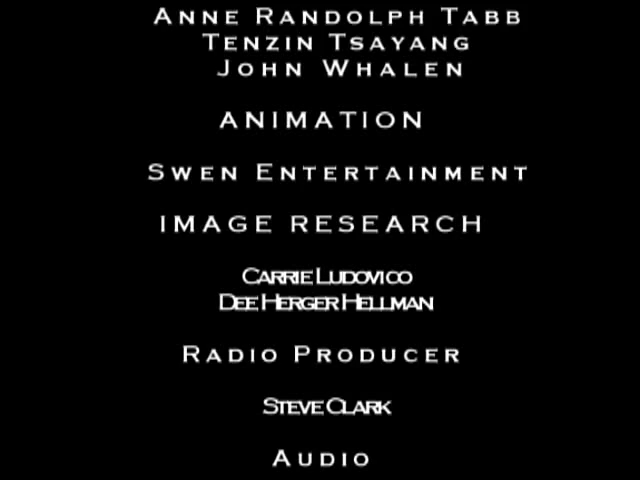 Anne Randolph Tabb
Tenzin Tsayang
John Whalen
ANIMATION
Swen Entertainment
IMAGE RESEARCH
Carrie Ludovico
Dee Herger Hellman
Radio Producer
Steve Clark
Audio